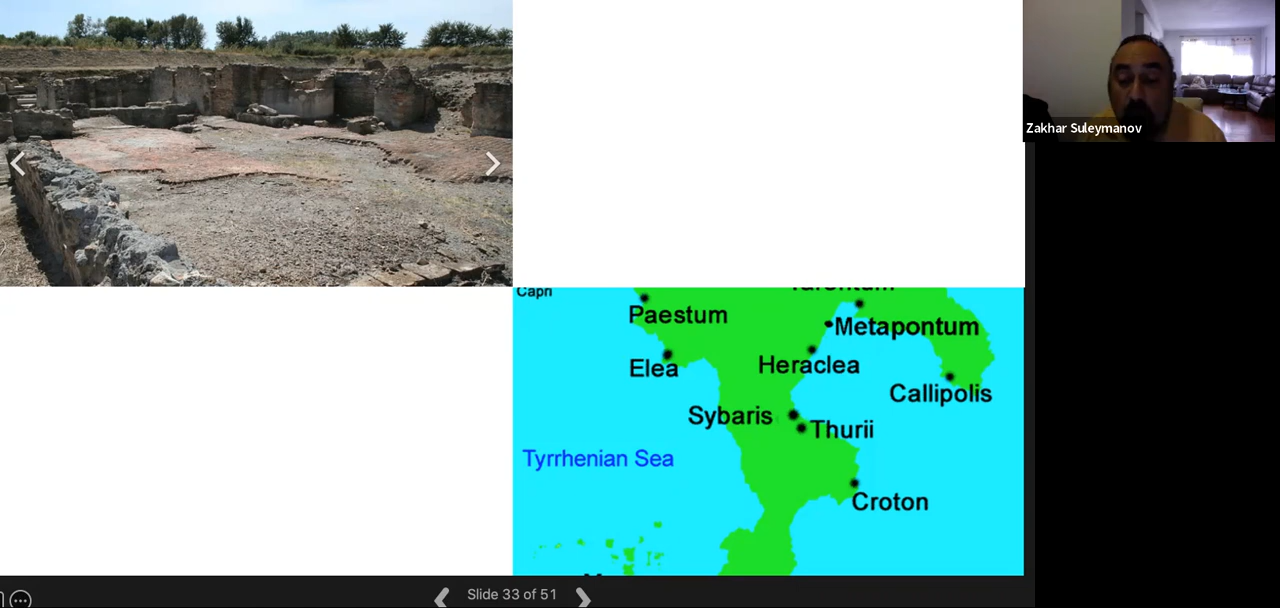 Zakhar Suleymanov
Capri
Paestum
Metapontum
Elea
Heraclea
Callipolis
Sybaris
Thurii
Tyrrhenian Sea
Croton
Slide 33 of 51